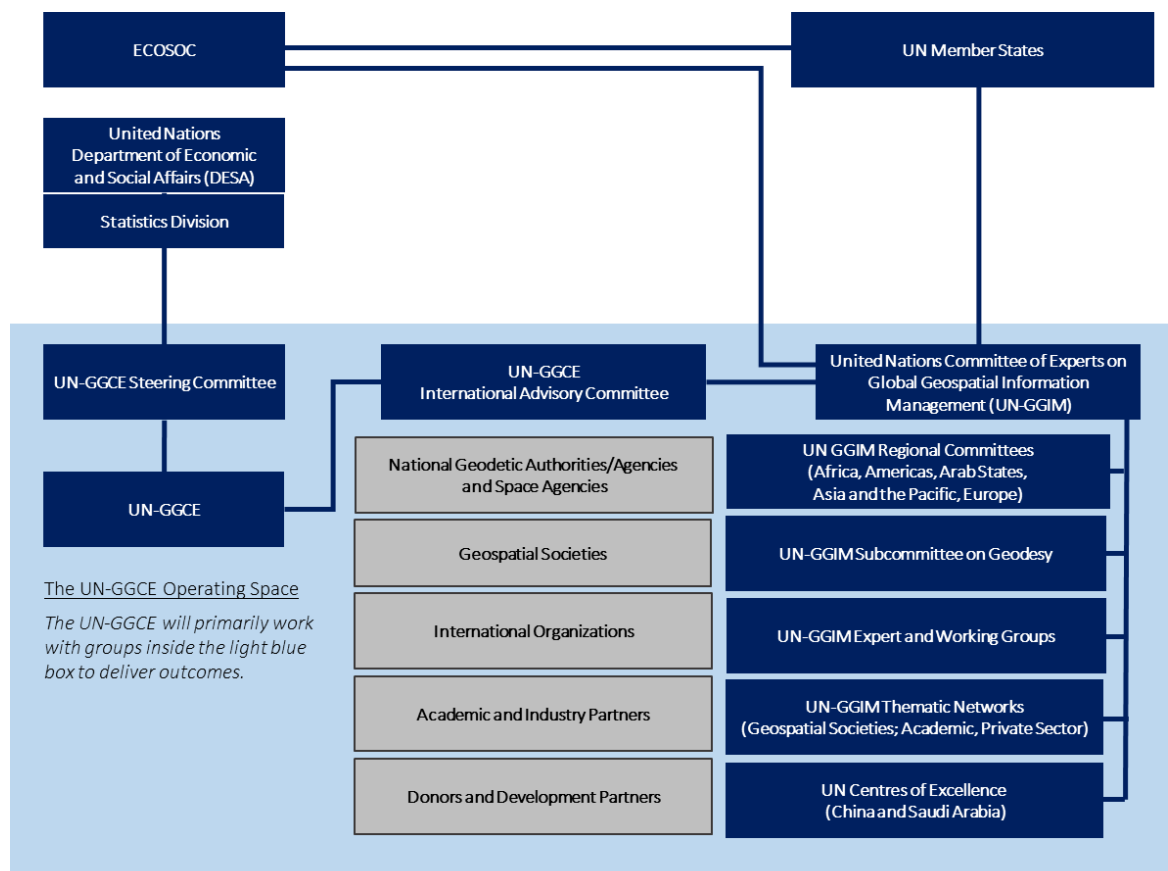 ECOSOC
UN Member States
United Nations
Department of Economic
and Social Affairs (DESA)
Statistics Division
UN-GGCE Steering Committee
UN-GGCE
International Advisory Committee
United Nations Committee of Experts on
Global Geospatial Information
Management (UN-GGIM)
UN-GGCE
National Geodetic Authorities/Agencies
and Space Agencies
UN GGIM Regional Committees
(Africa, Americas, Arab States,
Asia and the Pacific, Europe)
Geospatial Societies
UN-GGIM Subcommittee on Geodesy
The UN-GGCE Operating Space
The UN-GGCE will primarily work
with groups inside the light blue
box to deliver outcomes.
International Organizations
UN-GGIM Expert and Working Groups
Academic and Industry Partners
UN-GGIM Thematic Networks
(Geospatial Societies; Academic, Private Sector)
Donors and Development Partners
UN Centres of Excellence
(China and Saudi Arabia)